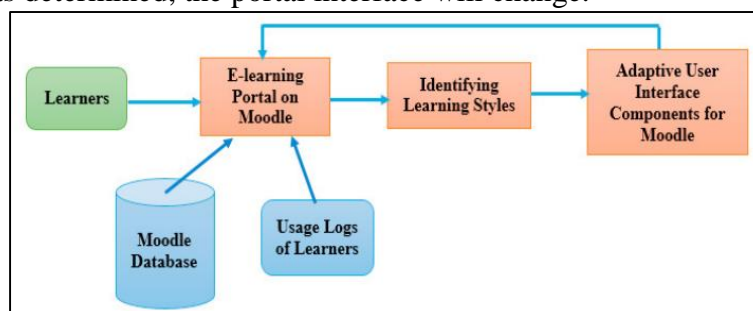 s determined, the portal interface will change.
Learners
E-learning
Portal on
Moodle
Identifying
Learning Styles
Adaptive User
Interface
Components for
Moodle
Moodle
Database
Usage Logs
of Learners